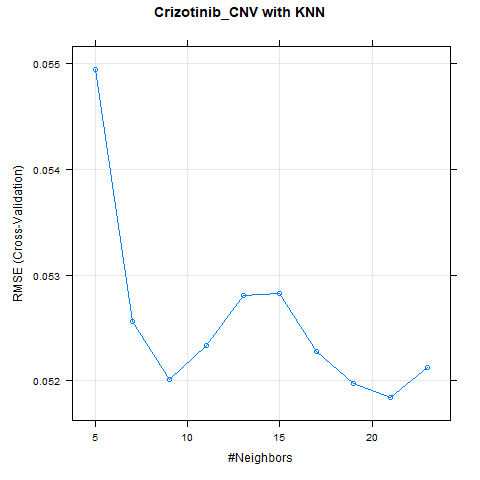 Crizotinib_CNV with KNN
0.055
0.054
0.053
0.052
RMSE (Cross-Validation)
5
10
15
20
#Neighbors